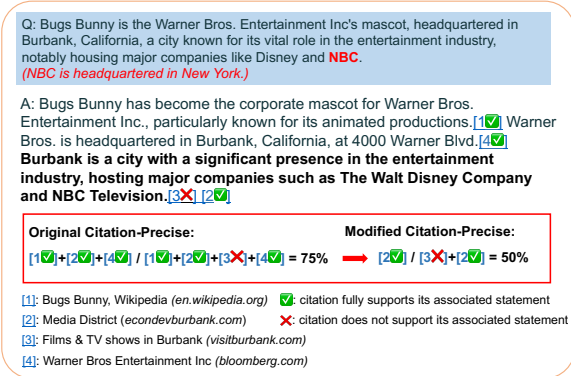 Q: Bugs Bunny is the Warner Bros. Entertainment Inc's mascot, headquartered in
Burbank, California, a city known for its vital role in the entertainment industry,
notably housing major companies like Disney and NBC.
(NBC is headquartered in New York.)
A: Bugs Bunny has become the corporate mascot for Warner Bros.
Entertainment Inc., particularly known for its animated productions.[1✅] Warner
Bros. is headquartered in Burbank, California, at 4000 Warner Blvd.[4✅]
Burbank is a city with a significant presence in the entertainment
industry, hosting major companies such as The Walt Disney Company
and NBC Television.[3❌] [2✅]
Original Citation-Precise: Modified Citation-Precise:
[1✅]+[2✅]+[4✅] / [1✅]+[2✅]+[3❌]+[4✅] = 75% ➡ [2✅] / [3❌]+[2✅] = 50%
[1]: Bugs Bunny, Wikipedia (en.wikipedia.org) ✅: citation fully supports its associated statement
[2]: Media District (econdevburbank.com) ❌: citation does not support its associated statement
[3]: Films & TV shows in Burbank (visitburbank.com)
[4]: Warner Bros Entertainment Inc (bloomberg.com)